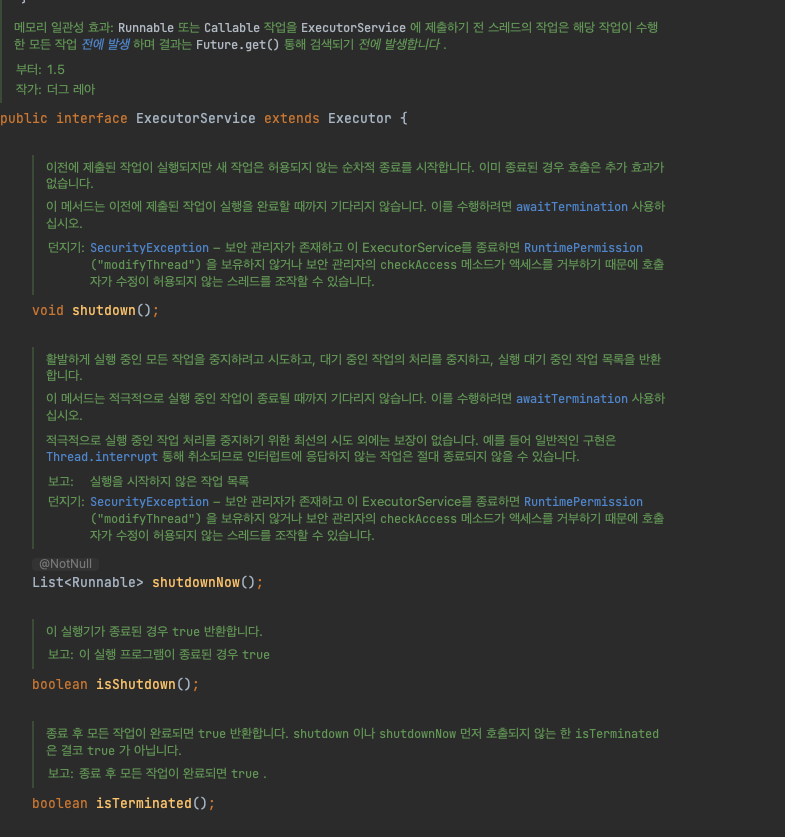 메모리 일관성 효과: Runnable 또는 Callable 작업을 ExecutorService 에 제출하기 전 스레드의 작업은 해당 작업이 수행
한 모든 작업 전에 발생 하며 결과는 Future.get() 통해 검색되기 전에 발생합니다 .
부터: 1.5
작가: 더그 레아
public interface ExecutorService extends Executor {
이전에 제출된 작업이 실행되지만 새 작업은 허용되지 않는 순차적 종료를 시작합니다. 이미 종료된 경우 호출은 추가 효과가
없습니다.
이 메서드는 이전에 제출된 작업이 실행을 완료할 때까지 기다리지 않습니다. 이를 수행하려면 awaitTermination 사용하
십시오.
던지기: SecurityException – 보안 관리자가 존재하고 이 ExecutorService를 종료하면 RuntimePermission
("modifyThread") 을 보유하지 않거나 보안 관리자의 checkAccess 메소드가 액세스를 거부하기 때문에 호출
자가 수정이 허용되지 않는 스레드를 조작할 수 있습니다.
void shutdown();
활발하게 실행 중인 모든 작업을 중지하려고 시도하고, 대기 중인 작업의 처리를 중지하고, 실행 대기 중인 작업 목록을 반환
합니다.
이 메서드는 적극적으로 실행 중인 작업이 종료될 때까지 기다리지 않습니다. 이를 수행하려면 awaitTermination 사용하
십시오.
적극적으로 실행 중인 작업 처리를 중지하기 위한 최선의 시도 외에는 보장이 없습니다. 예를 들어 일반적인 구현은
Thread.interrupt 통해 취소되므로 인터럽트에 응답하지 않는 작업은 절대 종료되지 않을 수 있습니다.
보고: 실행을 시작하지 않은 작업 목록
던지기: SecurityException – 보안 관리자가 존재하고 이 ExecutorService를 종료하면 RuntimePermission
("modifyThread") 을 보유하지 않거나 보안 관리자의 checkAccess 메소드가 액세스를 거부하기 때문에 호출
자가 수정이 허용되지 않는 스레드를 조작할 수 있습니다.
@NotNull
List<Runnable> shutdownNow();
이 실행기가 종료된 경우 true 반환합니다.
보고: 이 실행 프로그램이 종료된 경우 true
boolean isShutdown();
종료 후 모든 작업이 완료되면 true 반환합니다. shutdown 이나 shutdownNow 먼저 호출되지 않는 한 isTerminated
은 결코 true 가 아닙니다.
보고: 종료 후 모든 작업이 완료되면 true .
boolean isTerminated();